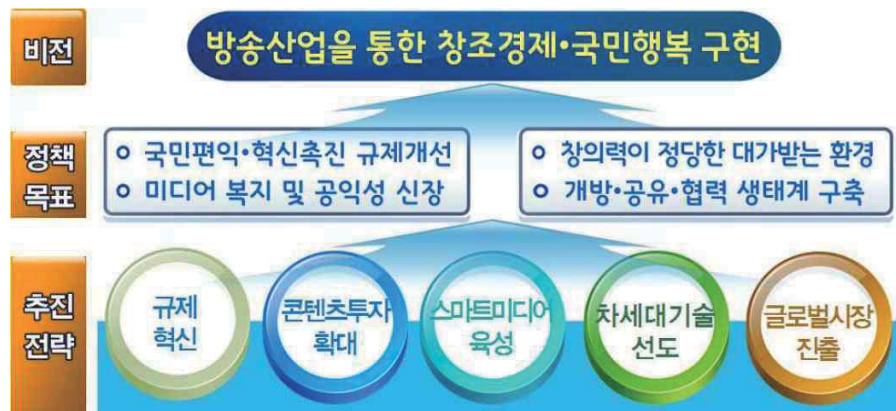 비전
방송산업을 통한 창조경제•국민행복 구현
정책
목표
○ 국민편익•혁신촉진 규제개선
○ 미디어 복지 및 공익성 신장
○ 창의력이 정당한 대가받는 환경
○ 개방•공유•협력 생태계 구축
추진
전략
규제
혁신
콘텐츠투자
확대
스마트미디어
육성
차세대기술
선도
글로벌시장
진출